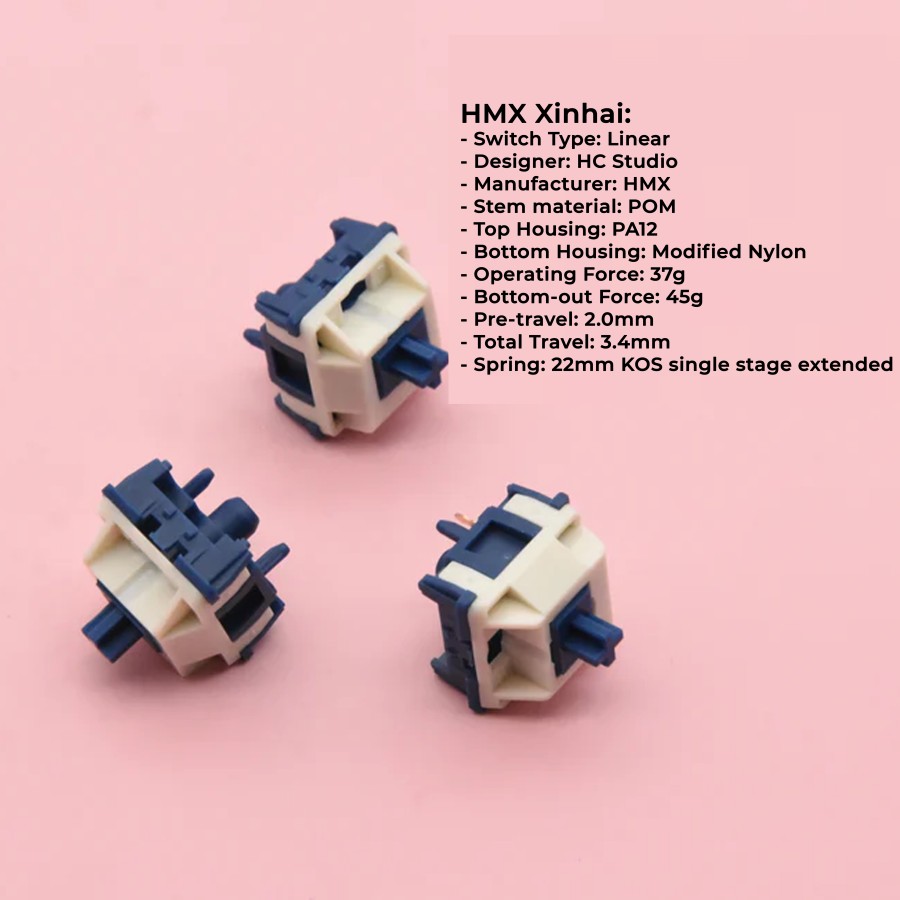 HMX Xinhai:
- Switch Type: Linear
- Designer: HC Studio
- Manufacturer: HMX
- Stem material: POM
- Top Housing: PA12
- Bottom Housing: Modified Nylon
- Operating Force: 37g
- Bottom-out Force: 45g
- Pre-travel: 2.0mm
- Total Travel: 3.4mm
- Spring: 22mm KOS single stage extended